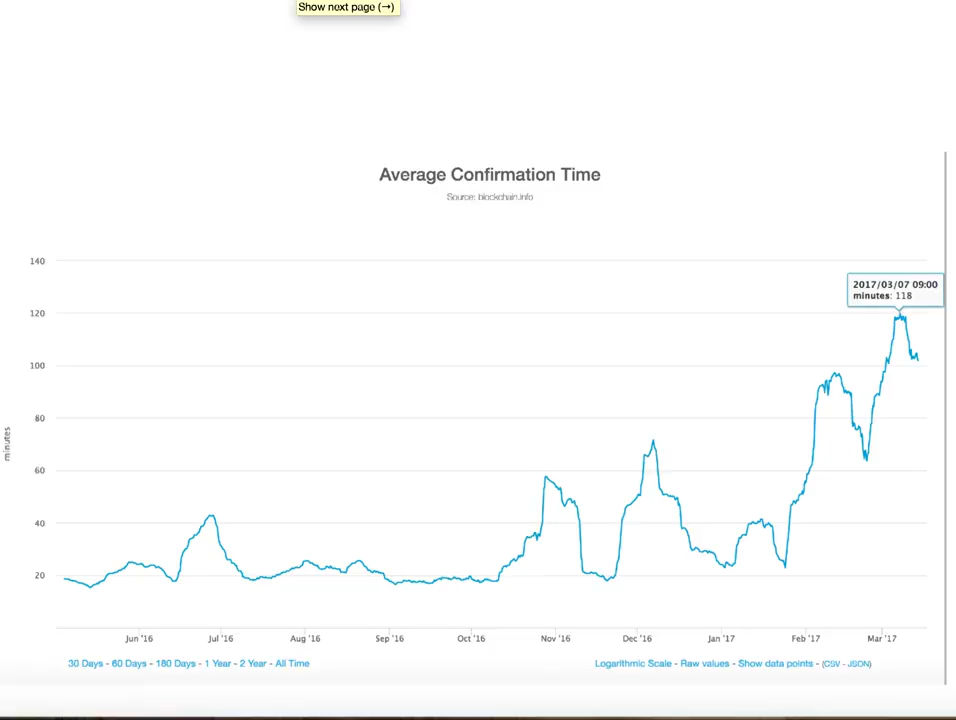 Show next page (→)
Average Confirmation Time
Source: blockchain.info
140
2017/03/07 09:00
minutes: 118
120
100
80
minutes
60
40
20
Jun '16 Jul '16 Aug '16 Sep '16 Oct '16 Nov '16 Dec '16 Jan '17 Feb '17 Mar '17
30 Days - 60 Days - 180 Days - 1 Year - 2 Year - All Time
Logarithmic Scale - Raw values - Show data points - (CSV - JSON)